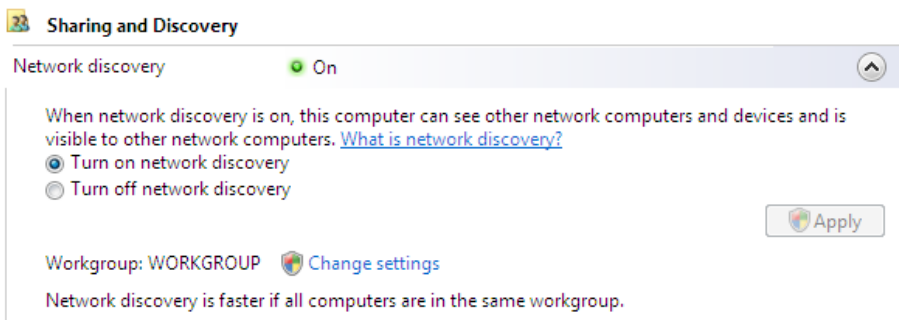 Sharing and Discovery
Network discovery On
When network discovery is on, this computer can see other network computers and devices and is
visible to other network computers. What is network discovery?
Turn on network discovery
Turn off network discovery
Apply
Workgroup: WORKGROUP Change settings
Network discovery is faster if all computers are in the same workgroup.